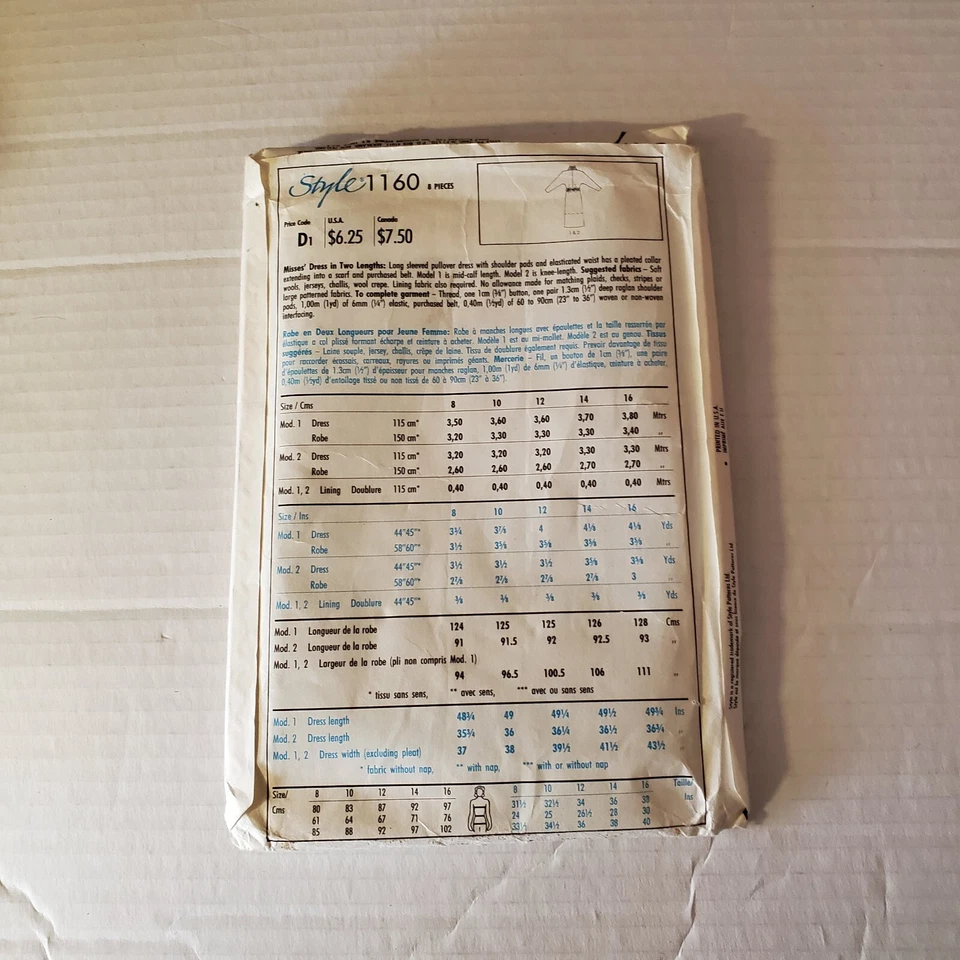 Style® 1160 8 PIECES
Price Code U.S.A. Canada
D1 $6.25 $7.50
1 & 2
Misses' Dress in Two Lengths: Long sleeved pullover dress with shoulder pads and elasticated waist has a pleated collar
extending into a scarf and purchased belt. Model 1 is mid-calf length. Model 2 is knee-length. Suggested fabrics – Soft
wools, jerseys, challis, wool crepe. Lining fabric also required. No allowance made for matching plaids, checks, stripes or
large patterned fabrics. To complete garment – Thread, one 1cm (⅜") button, one pair 1.3cm (½") deep raglan shoulder
pads, 1,00m (1yd) of 6mm (¼") elastic, purchased belt, 0,40m (½yd) of 60 to 90cm (23" to 36") woven or non-woven
interfacing.
Robe en Deux Longueurs pour Jeune Femme: Robe à manches longues avec épaulettes et la taille resserrée par
élastique a col plissé formant écharpe et ceinture à acheter. Modèle 1 est au mi-mollet. Modèle 2 est au genou. Tissus
suggérés – Laine souple, jersey, challis, crêpe de laine. Tissu de doublure également requis. Prevoir davantage de tissu
pour raccorder écossais, carreaux, rayures ou imprimés géants. Mercerie – Fil, un bouton de 1cm (⅜"), une paire
d'épaulettes de 1.3cm (½") d'épaisseur pour manches raglan, 1,00m (1yd) de 6mm (¼") d'élastique, ceinture à acheter,
0,40m (½yd) d'entoilage tissé ou non tissé de 60 à 90cm (23" à 36").
Size / Cms 8 10 12 14 16
Mod. 1 Dress 115 cm* 3,50 3,60 3,60 3,70 3,80 Mtrs
Robe 150 cm* 3,20 3,30 3,30 3,30 3,40 ,,
Mod. 2 Dress 115 cm* 3,20 3,20 3,20 3,30 3,30 Mtrs
Robe 150 cm* 2,60 2,60 2,60 2,70 2,70 ,,
Mod. 1, 2 Lining Doublure 115 cm* 0,40 0,40 0,40 0,40 0,40 Mtrs
Size / Ins 8 10 12 14 16
Mod. 1 Dress 44"45"* 3¾ 3⅞ 4 4⅛ 4⅛ Yds
Robe 58"60"* 3½ 3⅝ 3⅝ 3⅝ 3⅝ ,,
Mod. 2 Dress 44"45"* 3½ 3½ 3½ 3⅝ 3⅝ Yds
Robe 58"60"* 2⅞ 2⅞ 2⅞ 2⅞ 3 ,,
Mod. 1, 2 Lining Doublure 44"45"* ⅜ ⅜ ⅜ ⅜ ⅜ Yds
Mod. 1 Longueur de la robe 124 125 125 126 128 Cms
Mod. 2 Longueur de la robe 91 91.5 92 92.5 93 ,,
Mod. 1, 2 Largeur de la robe (pli non compris Mod. 1)
94 96.5 100.5 106 111 ,,
* tissu sans sens, ** avec sens, *** avec ou sans sens
Mod. 1 Dress length 48¾ 49 49¼ 49½ 49¾ Ins
Mod. 2 Dress length 35¾ 36 36¼ 36½ 36¾ ,,
Mod. 1, 2 Dress width (excluding pleat) 37 38 39½ 41½ 43½ ,,
* fabric without nap, ** with nap, *** with or without nap
Size/ 8 10 12 14 16 8 10 12 14 16 Taille/
Cms 80 83 87 92 97 31½ 32½ 34 36 38 Ins
61 64 67 71 76 24 25 26½ 28 30
85 88 92 97 102 33½ 34½ 36 38 40
PRINTED IN U.S.A.
Style is a registered trademark of Style Patterns Ltd